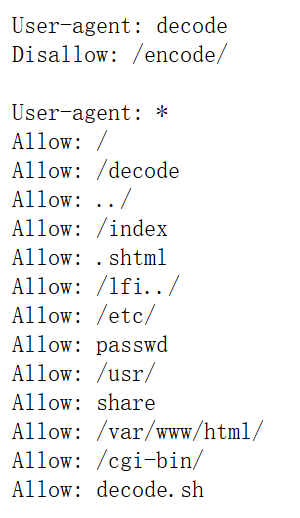 User-agent: decode
Disallow: /encode/
User-agent: *
Allow: /
Allow: /decode
Allow: ../
Allow: /index
Allow: .shtml
Allow: /lfi../
Allow: /etc/
Allow: passwd
Allow: /usr/
Allow: share
Allow: /var/www/html/
Allow: /cgi-bin/
Allow: decode.sh